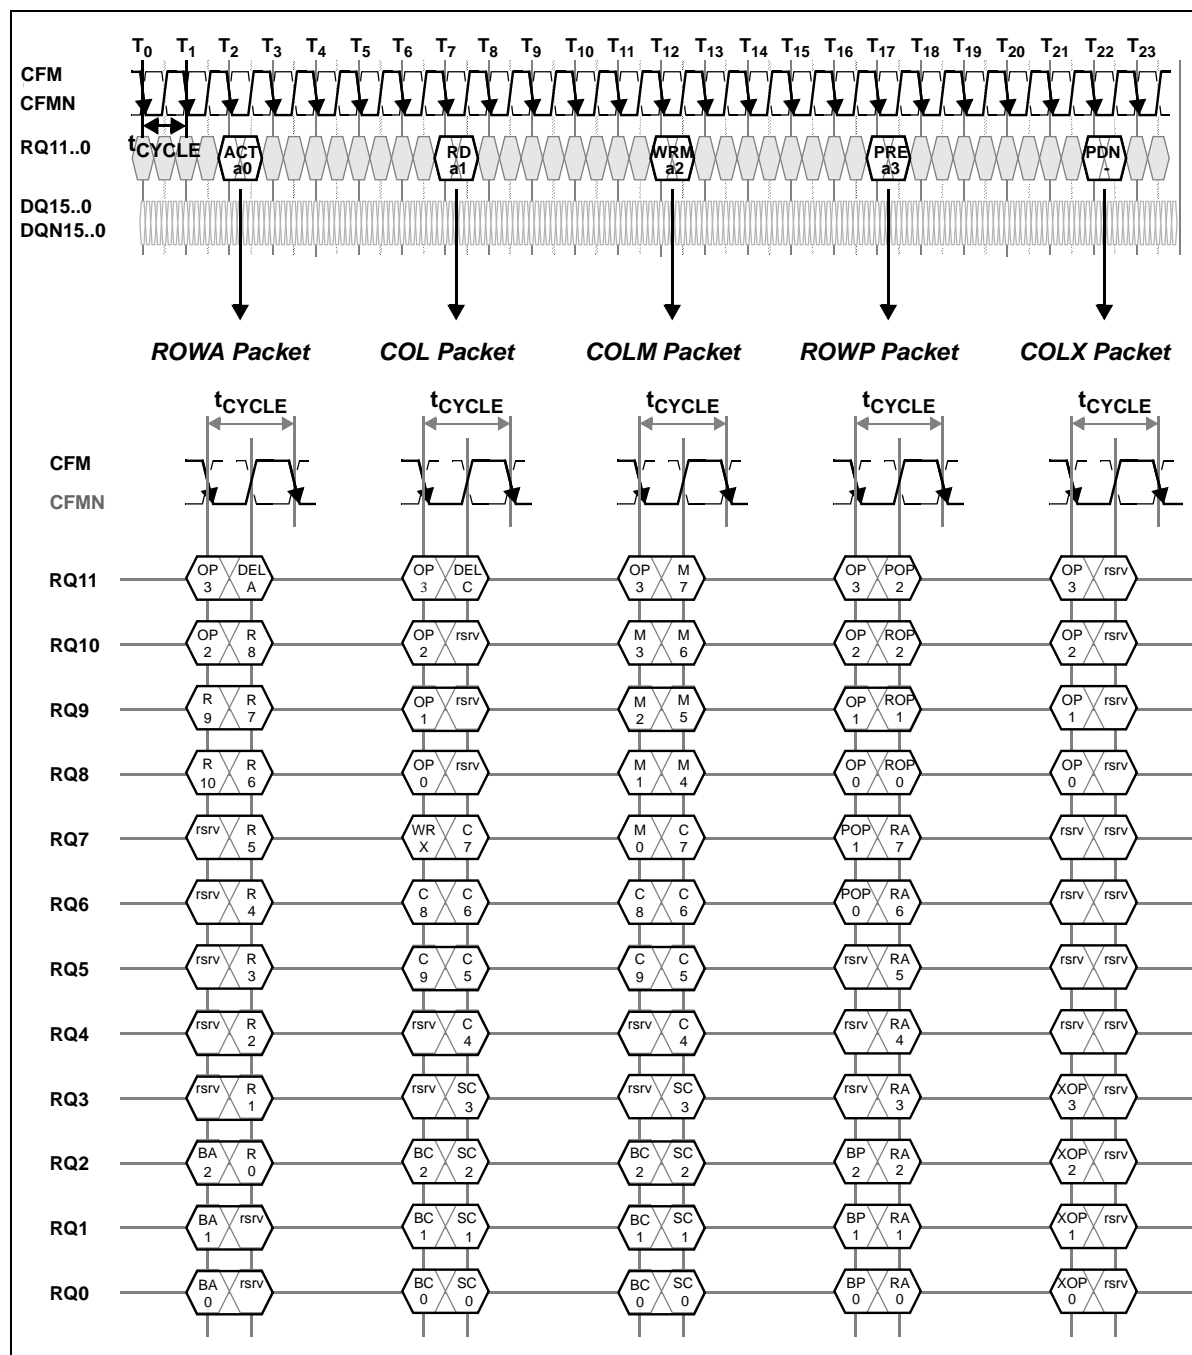 T0 T1 T2 T3 T4 T5 T6 T7 T8 T9 T10 T11 T12 T13 T14 T15 T16 T17 T18 T19 T20 T21 T22 T23
CFM
CFMN
tCYCLE
RQ11..0 ACT a0 RD a1 WRM a2 PRE a3 PDN -
DQ15..0
DQN15..0
ROWA Packet COL Packet COLM Packet ROWP Packet COLX Packet
tCYCLE tCYCLE tCYCLE tCYCLE tCYCLE
CFM
CFMN
RQ11 OP 3 DEL A OP 3 DEL C OP 3 M 7 OP 3 POP 2 OP 3 rsrv
RQ10 OP 2 R 8 OP 2 rsrv M 3 M 6 OP 2 ROP 2 OP 2 rsrv
RQ9 R 9 R 7 OP 1 rsrv M 2 M 5 OP 1 ROP 1 OP 1 rsrv
RQ8 R 10 R 6 OP 0 rsrv M 1 M 4 OP 0 ROP 0 OP 0 rsrv
RQ7 rsrv R 5 WR X C 7 M 0 C 7 POP 1 RA 7 rsrv rsrv
RQ6 rsrv R 4 C 8 C 6 C 8 C 6 POP 0 RA 6 rsrv rsrv
RQ5 rsrv R 3 C 9 C 5 C 9 C 5 rsrv RA 5 rsrv rsrv
RQ4 rsrv R 2 rsrv C 4 rsrv C 4 rsrv RA 4 rsrv rsrv
RQ3 rsrv R 1 rsrv SC 3 rsrv SC 3 rsrv RA 3 XOP 3 rsrv
RQ2 BA 2 R 0 BC 2 SC 2 BC 2 SC 2 BP 2 RA 2 XOP 2 rsrv
RQ1 BA 1 rsrv BC 1 SC 1 BC 1 SC 1 BP 1 RA 1 XOP 1 rsrv
RQ0 BA 0 rsrv BC 0 SC 0 BC 0 SC 0 BP 0 RA 0 XOP 0 rsrv